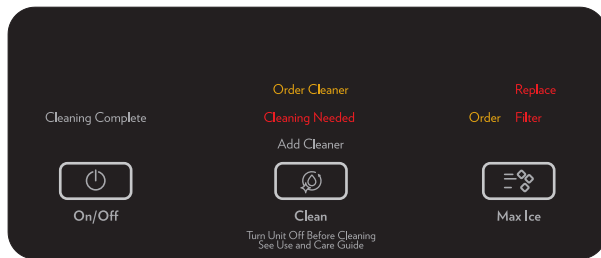 Order Cleaner
Replace
Cleaning Complete
Cleaning Needed
Order Filter
Add Cleaner
On/Off
Clean
Max Ice
Turn Unit Off Before Cleaning
See Use and Care Guide